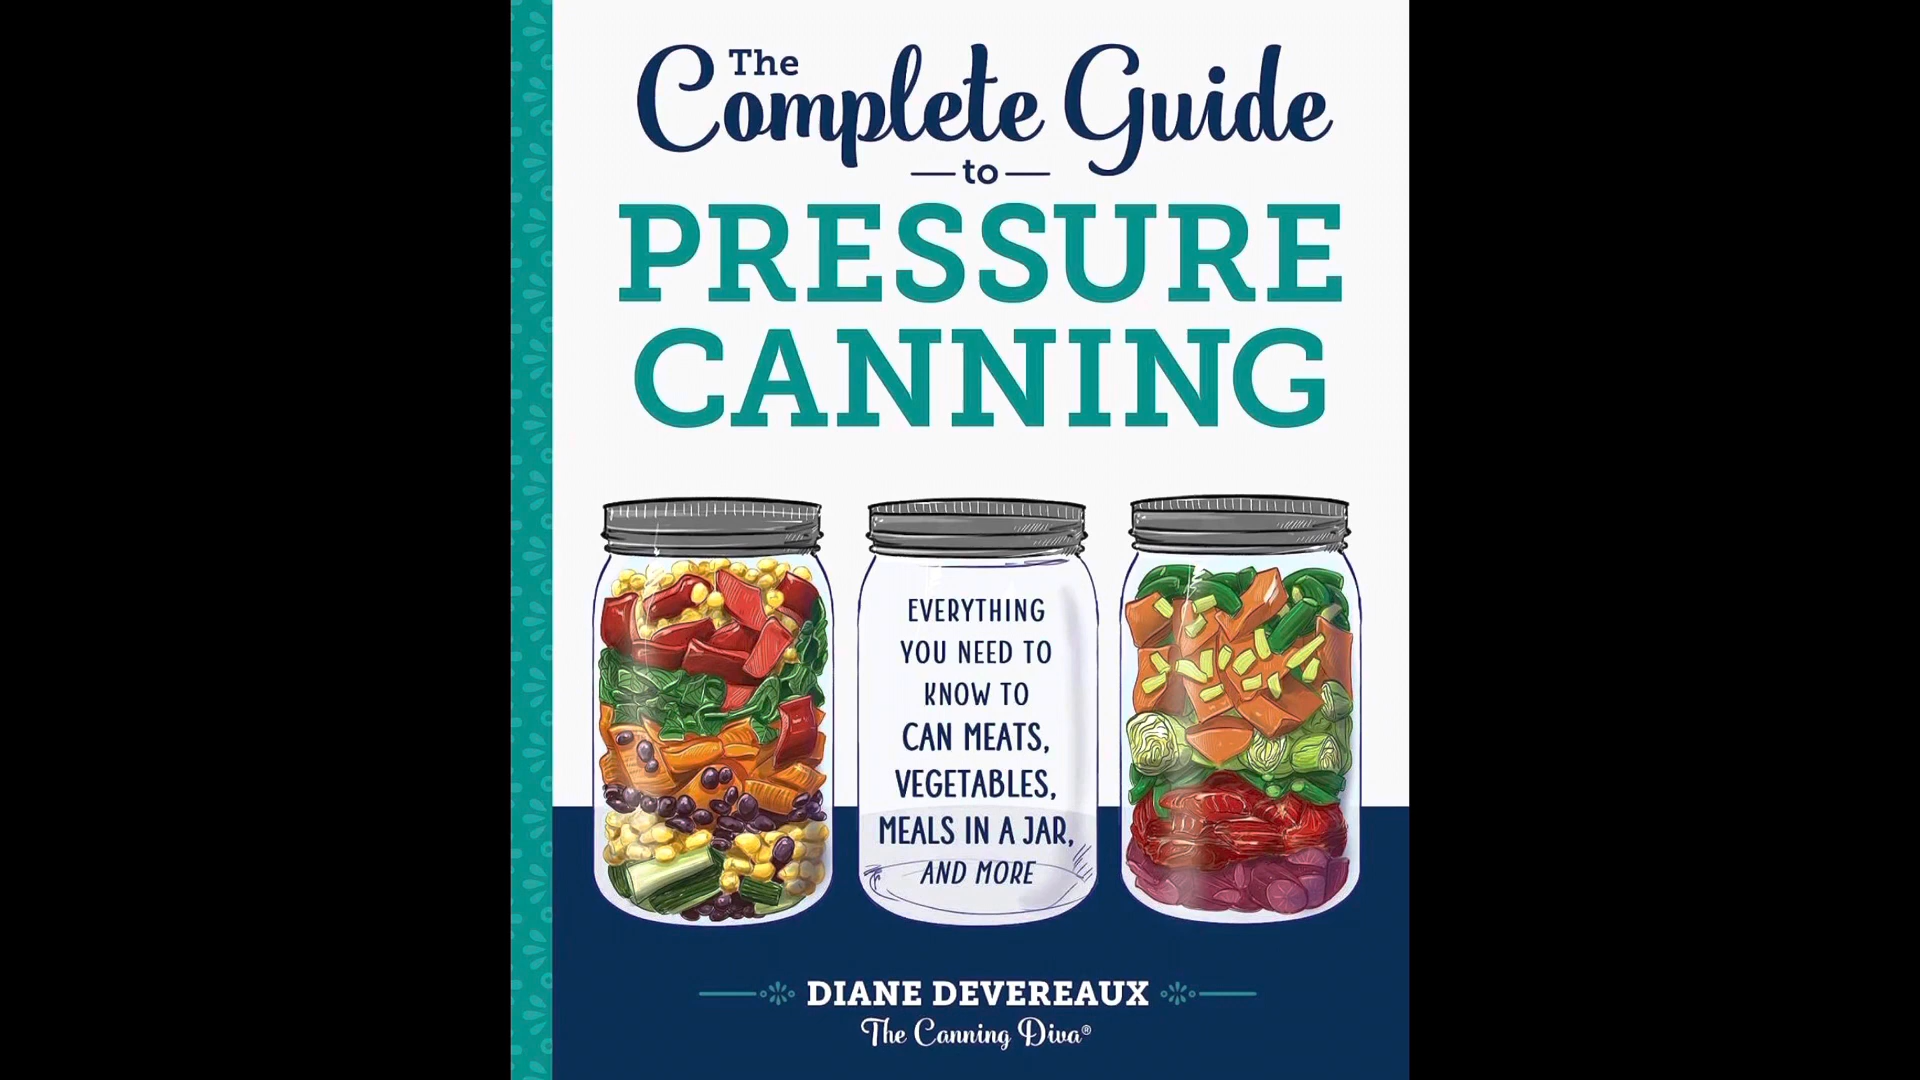 The
Complete Guide
to
PRESSURE
CANNING
EVERYTHING
YOU NEED TO
KNOW TO
CAN MEATS,
VEGETABLES,
MEALS IN A JAR,
AND MORE
DIANE DEVEREAUX
The Canning Diva®